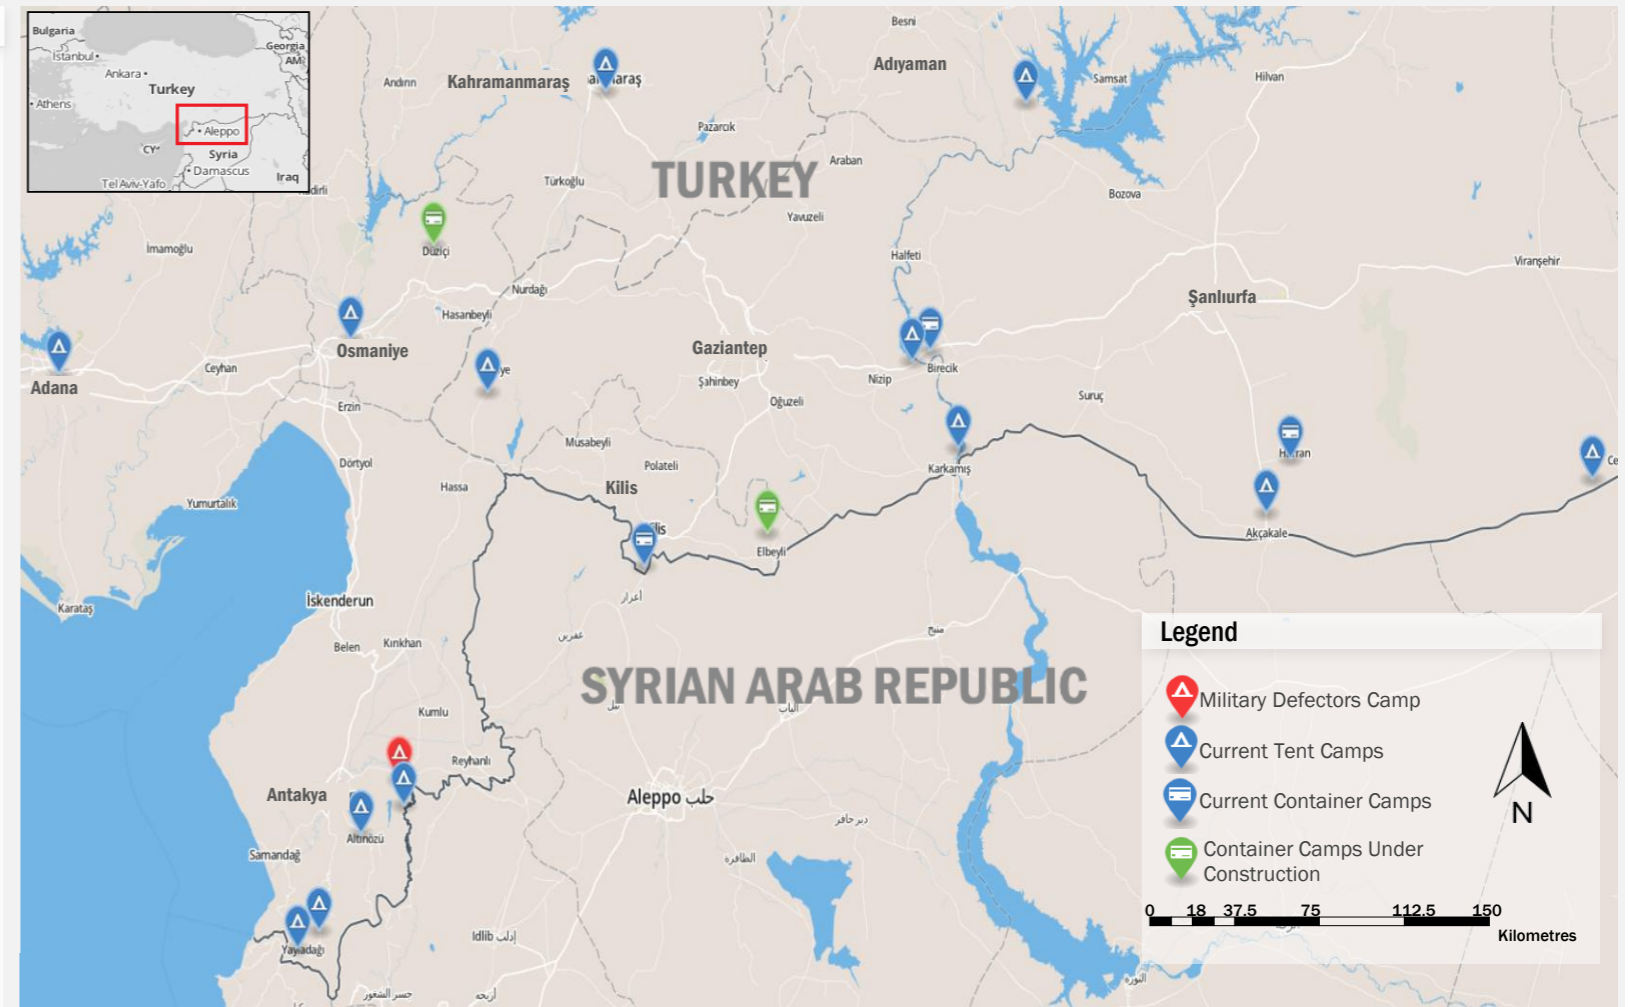 Bulgaria
Istanbul
Georgia
AM
Ankara
Turkey
Athens
Aleppo
CY
Syria
Damascus
Tel Aviv-Yafo
Iraq
Besni
Adıyaman
Samsat
Hilvan
Andırın
Kahramanmaraş
Pazarcık
TURKEY
Araban
Türkoğlu
Bozova
Yavuzeli
Düziçi
İmamoğlu
Halfeti
Viranşehir
Nurdağı
Şanlıurfa
Hasanbeyli
Osmaniye
Gaziantep
Ceyhan
Adana
Şahinbey
Nizip
Birecik
Oğuzeli
Suruç
Erzin
Musabeyli
Dörtyol
Polateli
Karkamış
Hassa
Kilis
Yumurtalık
Akçakale
Elbeyli
أعزاز
İskenderun
Karataş
عفرين
منبج
Belen
Kırıkhan
SYRIAN ARAB REPUBLIC
الباب
Kumlu
Reyhanlı
Antakya
Aleppo حلب
دير حافر
Altınözü
Samandağ
Yayladağı
Idlib إدلب
جسر الشغور
أريحا
الثورة
Legend
Military Defectors Camp
Current Tent Camps
Current Container Camps
Container Camps Under
Construction
N
0 18 37.5 75 112.5 150
Kilometres